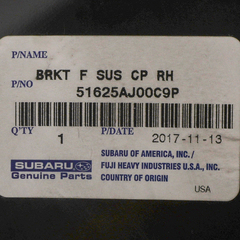 P/NAME
BRKT F SUS CP RH
P/NO
51625AJ00C9P
Q'TY 1 P/DATE 2017-11-13
SUBARU
Genuine Parts
SUBARU OF AMERICA, INC./
FUJI HEAVY INDUSTRIES U.S.A., INC.
COUNTRY OF ORIGIN
USA